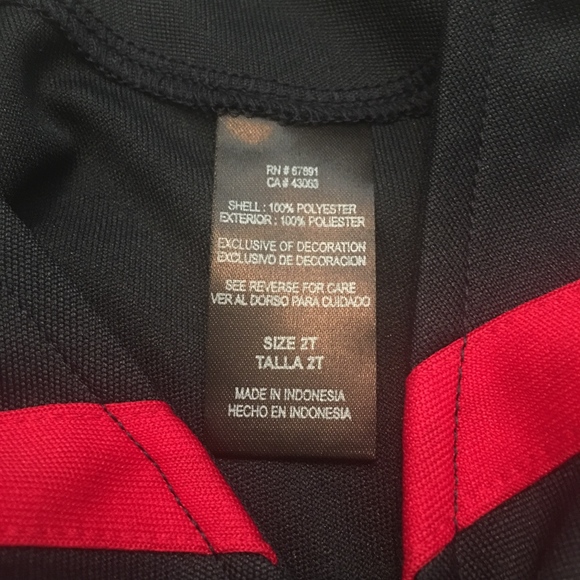 RN # 67891
CA # 43063
SHELL : 100% POLYESTER
EXTERIOR : 100% POLIESTER
EXCLUSIVE OF DECORATION
EXCLUSIVO DE DECORACION
SEE REVERSE FOR CARE
VER AL DORSO PARA CUIDADO
SIZE 2T
TALLA 2T
MADE IN INDONESIA
HECHO EN INDONESIA